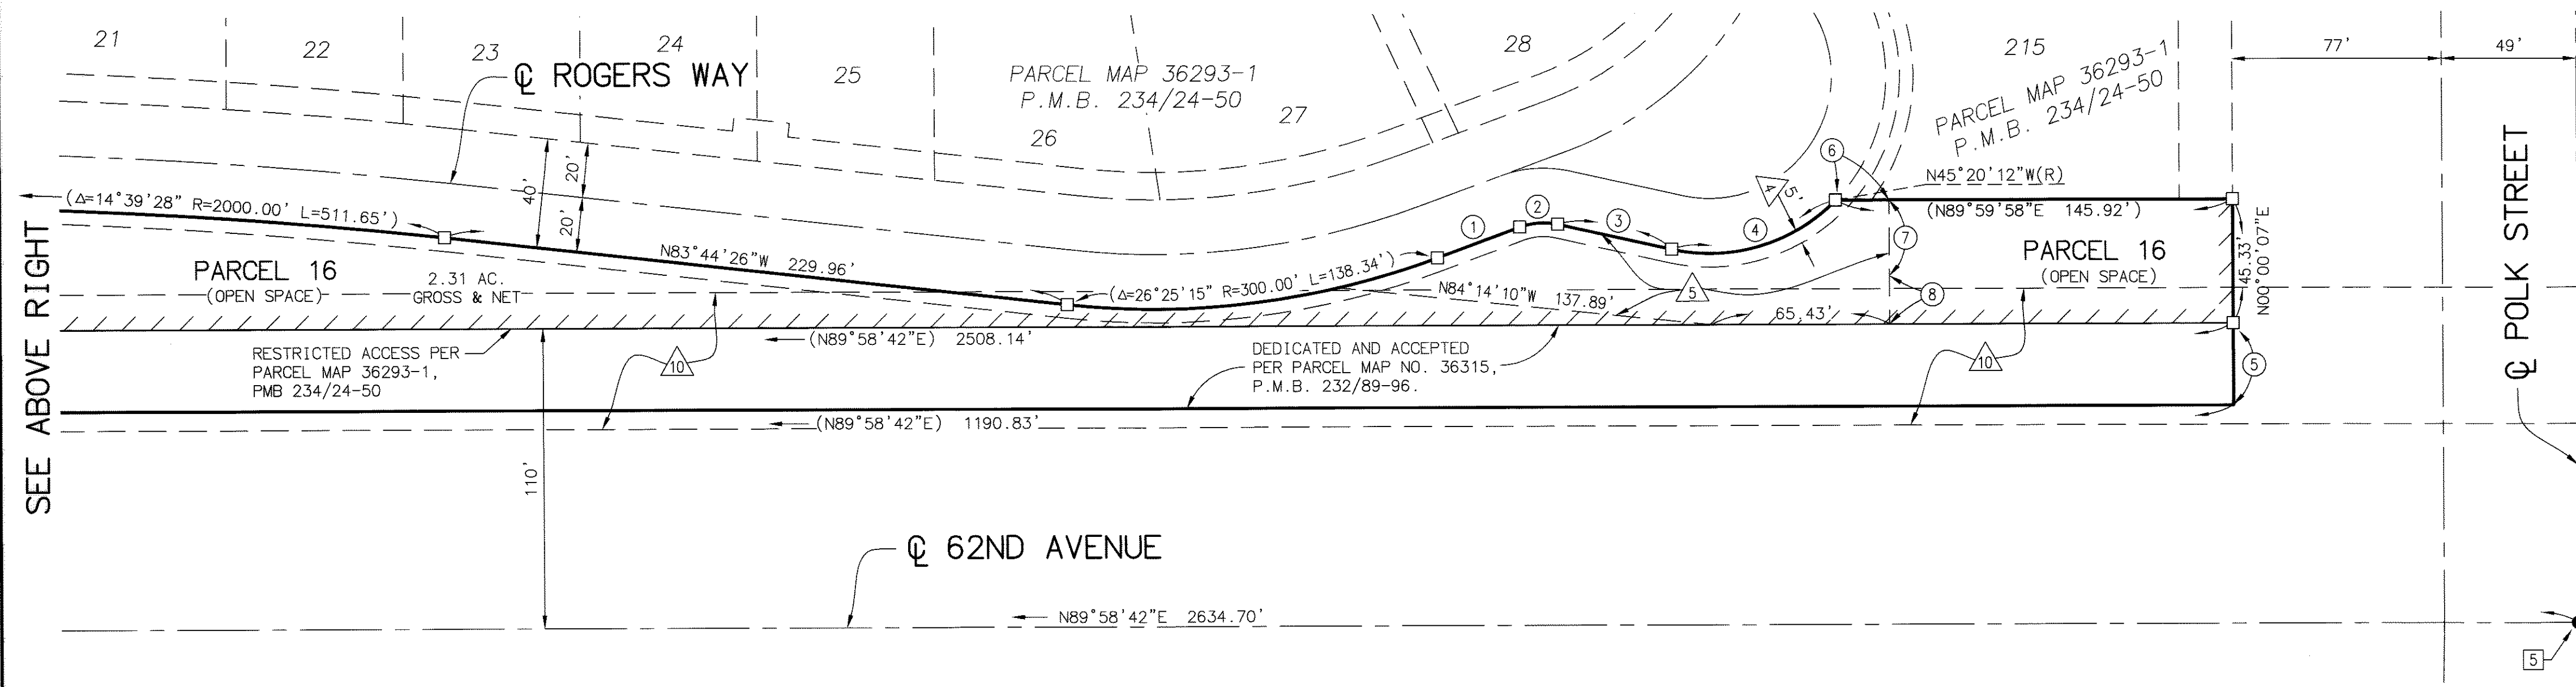 21
22
23
24
25
26
27
28
215
℄ ROGERS WAY
PARCEL MAP 36293-1
P.M.B. 234/24-50
PARCEL MAP 36293-1
P.M.B. 234/24-50
77'
49'
40'
20'
20'
(Δ=14°39'28" R=2000.00' L=511.65')
N83°44'26"W 229.96'
(Δ=26°25'15" R=300.00' L=138.34')
1
2
3
4
4
5'
6
N45°20'12"W(R)
(N89°59'58"E 145.92')
7
8
PARCEL 16
(OPEN SPACE)
2.31 AC.
GROSS & NET
PARCEL 16
(OPEN SPACE)
45.33'
N00°00'07"E
N84°14'10"W 137.89'
5
65.43'
SEE ABOVE RIGHT
RESTRICTED ACCESS PER
PARCEL MAP 36293-1,
PMB 234/24-50
10
(N89°58'42"E) 2508.14'
DEDICATED AND ACCEPTED
PER PARCEL MAP NO. 36315,
P.M.B. 232/89-96.
10
5
(N89°58'42"E) 1190.83'
110'
℄ 62ND AVENUE
N89°58'42"E 2634.70'
℄ POLK STREET
5